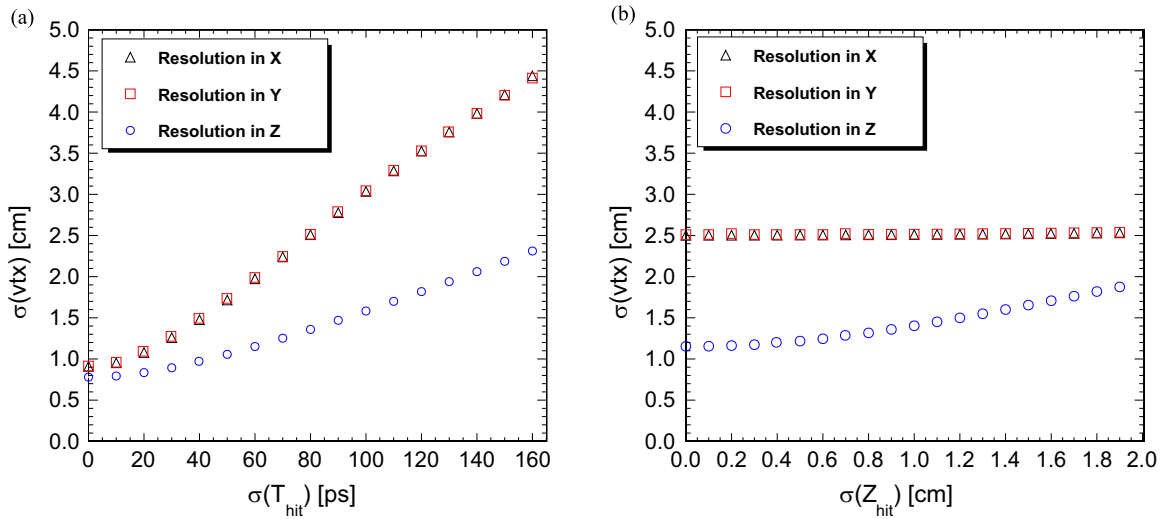 (a)
5.0
4.5
4.0
3.5
3.0
2.5
2.0
1.5
1.0
0.5
0.0
σ(vtx) [cm]
Resolution in X
Resolution in Y
Resolution in Z
0 20 40 60 80 100 120 140 160
σ(T_hit) [ps]
(b)
5.0
4.5
4.0
3.5
3.0
2.5
2.0
1.5
1.0
0.5
0.0
σ(vtx) [cm]
Resolution in X
Resolution in Y
Resolution in Z
0.0 0.2 0.4 0.6 0.8 1.0 1.2 1.4 1.6 1.8 2.0
σ(Z_hit) [cm]